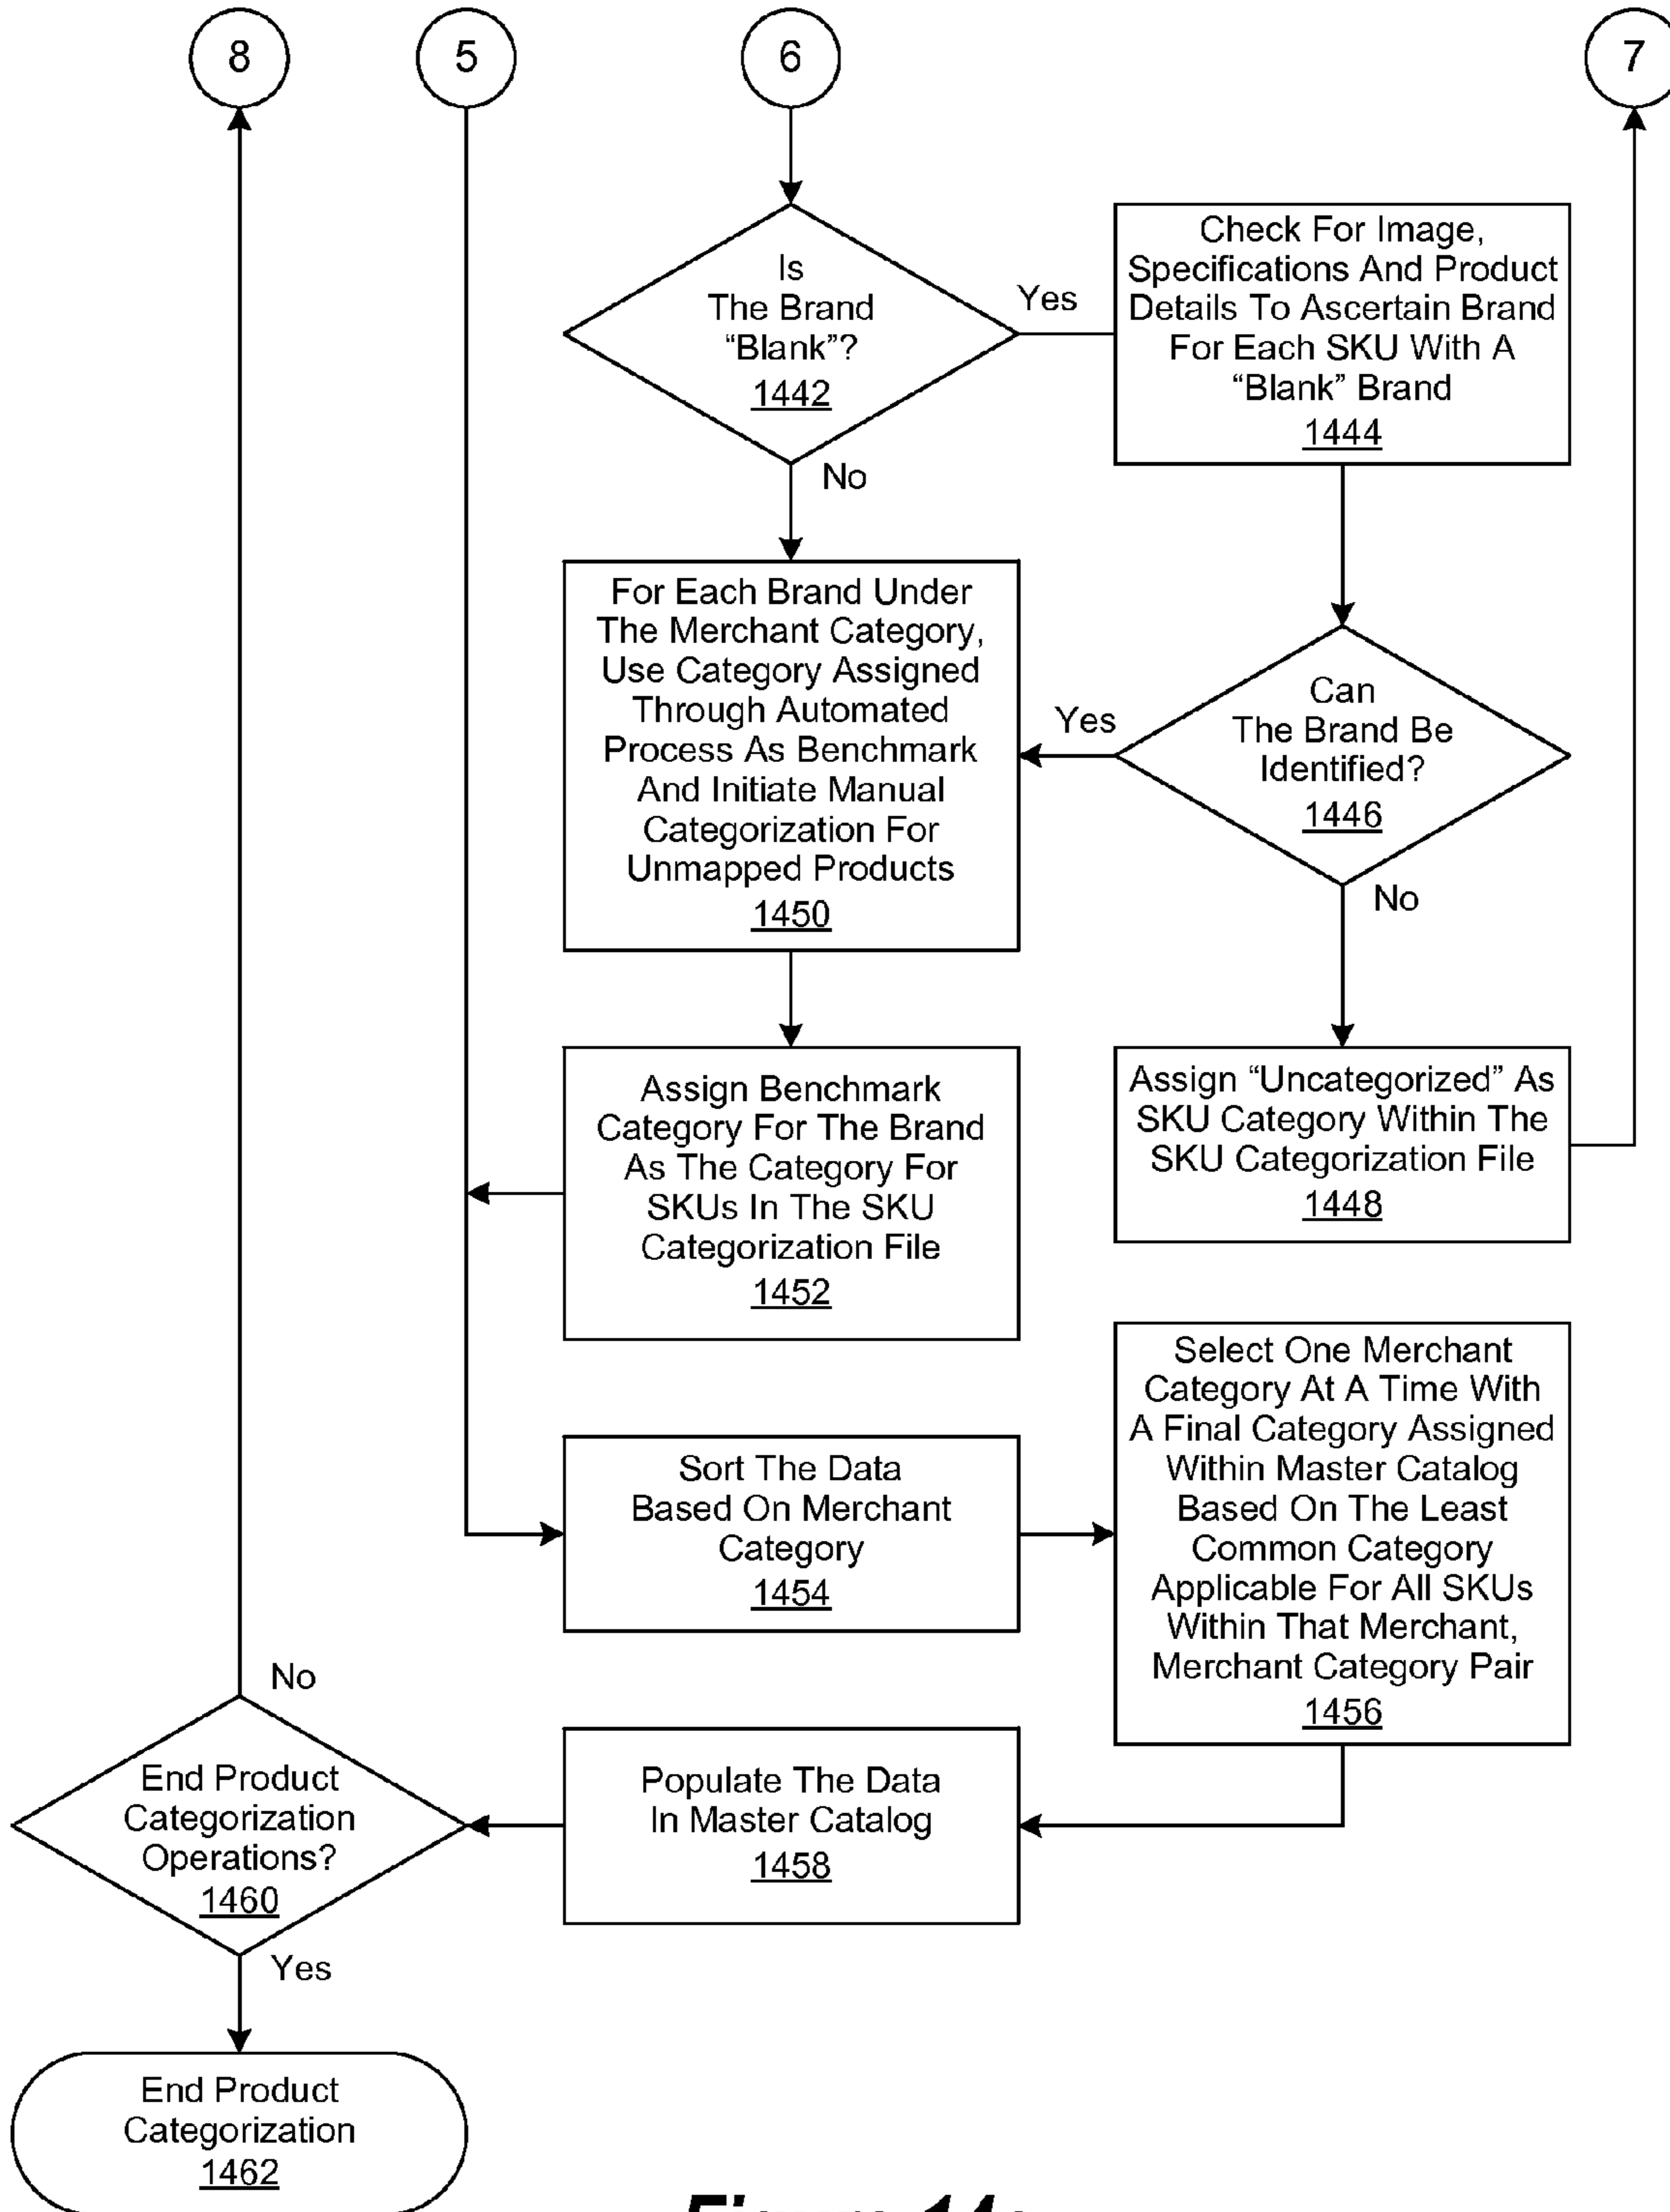 8
5
6
7
Is
The Brand
“Blank”?
1442
Yes
No
Check For Image,
Specifications And Product
Details To Ascertain Brand
For Each SKU With A
“Blank” Brand
1444
For Each Brand Under
The Merchant Category,
Use Category Assigned
Through Automated
Process As Benchmark
And Initiate Manual
Categorization For
Unmapped Products
1450
Yes
Can
The Brand Be
Identified?
1446
No
Assign Benchmark
Category For The Brand
As The Category For
SKUs In The SKU
Categorization File
1452
Assign “Uncategorized” As
SKU Category Within The
SKU Categorization File
1448
Sort The Data
Based On Merchant
Category
1454
Select One Merchant
Category At A Time With
A Final Category Assigned
Within Master Catalog
Based On The Least
Common Category
Applicable For All SKUs
Within That Merchant,
Merchant Category Pair
1456
No
End Product
Categorization
Operations?
1460
Populate The Data
In Master Catalog
1458
Yes
End Product
Categorization
1462